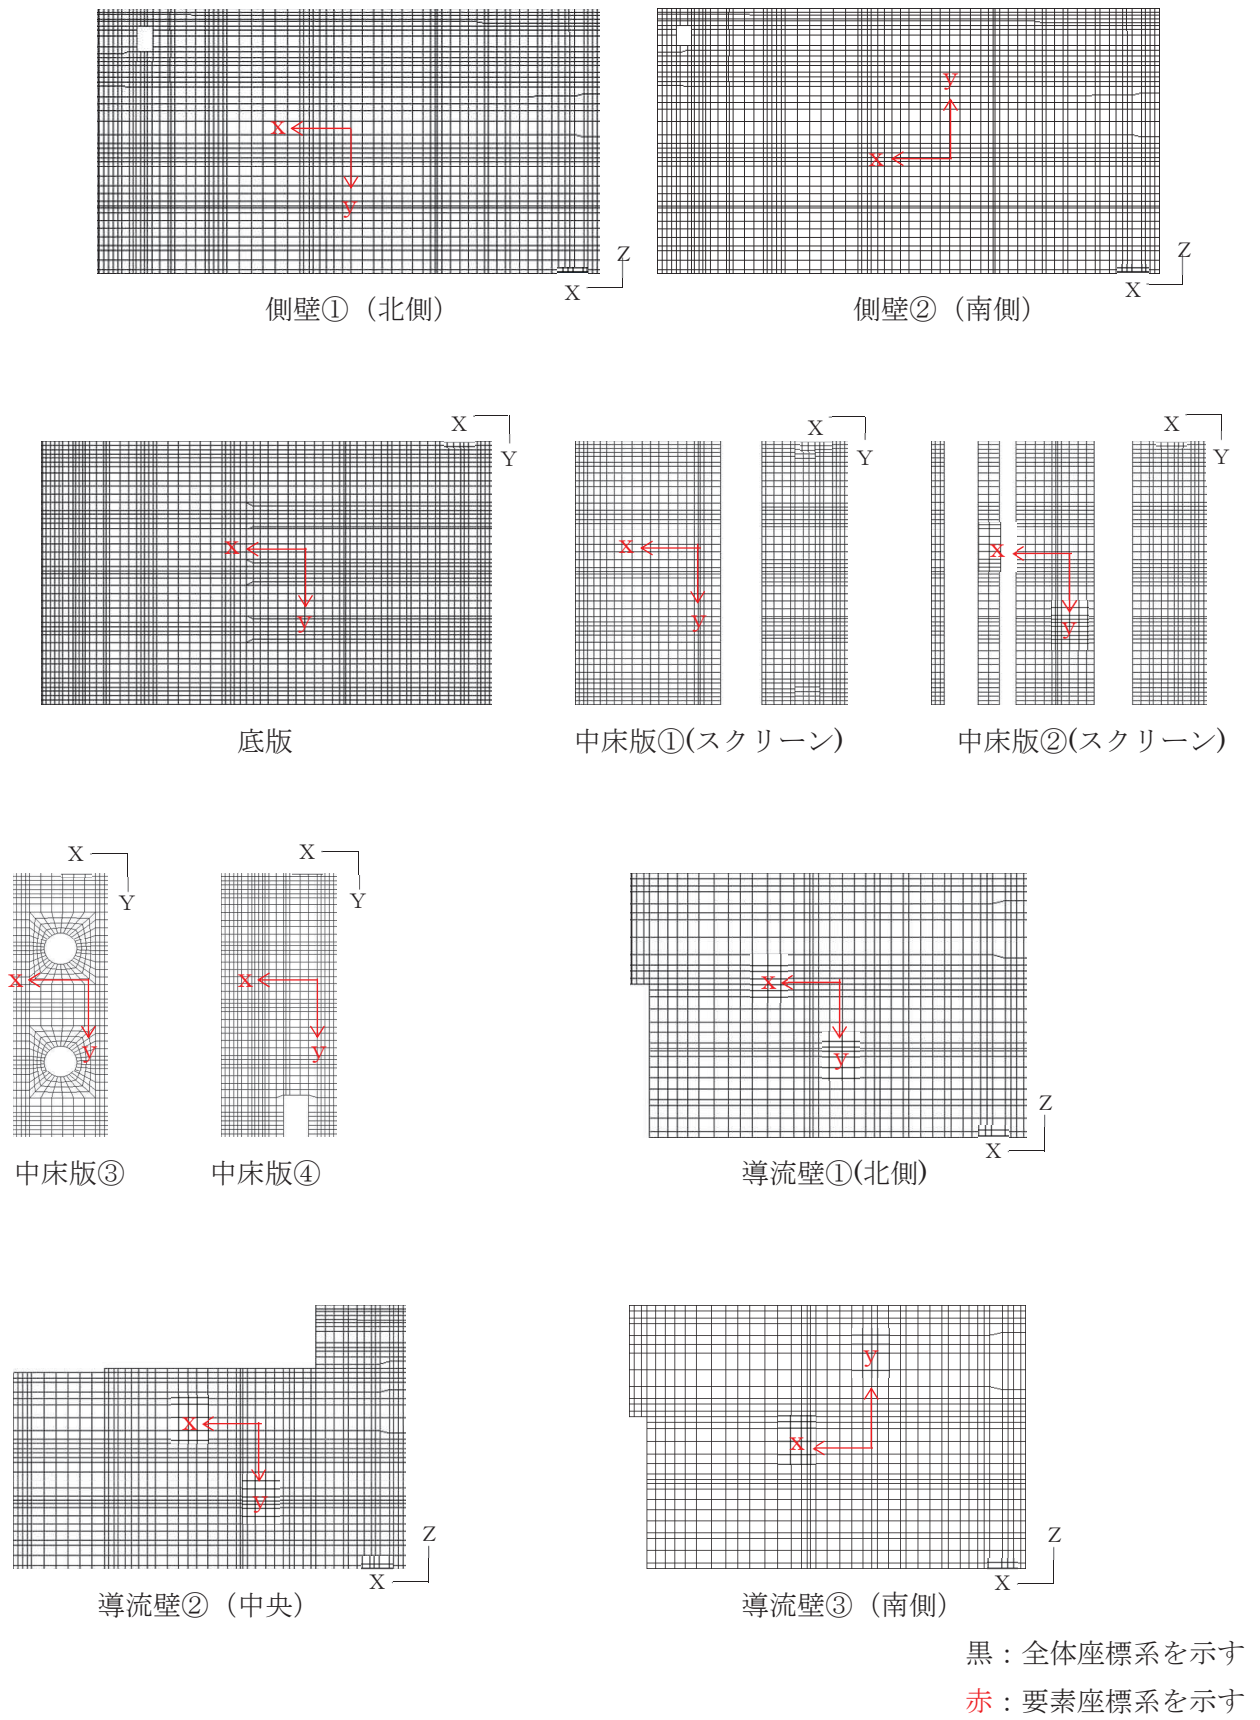 x
y
Z
X
側壁①（北側）
y
x
Z
X
側壁②（南側）
X
Y
x
y
底版
X
Y
x
y
中床版①(スクリーン)
X
Y
x
y
中床版②(スクリーン)
X
Y
x
y
中床版③
X
Y
x
y
中床版④
x
y
Z
X
導流壁①(北側)
x
y
Z
X
導流壁②（中央）
y
x
Z
X
導流壁③（南側）
黒：全体座標系を示す
赤：要素座標系を示す